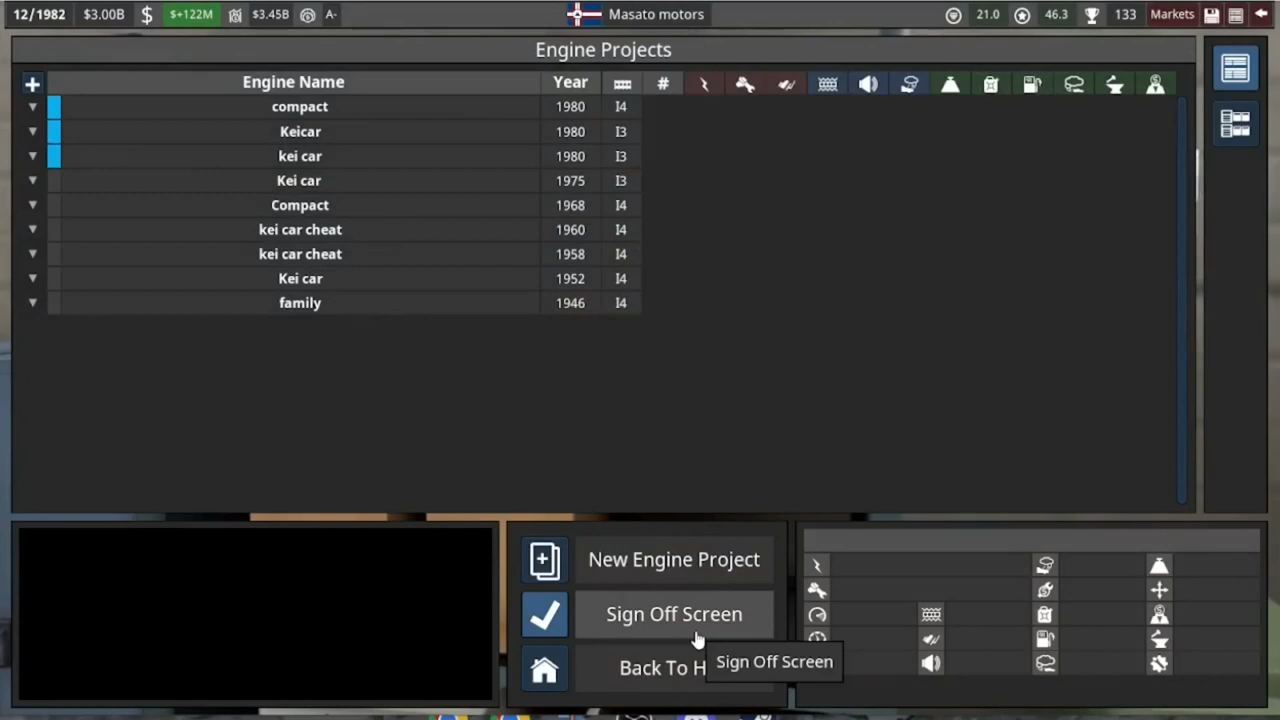 12/1982 $3.00B $ $+122M $3.45B A- Masato motors 21.0 46.3 133 Markets
Engine Projects
Engine Name Year #
compact 1980 I4
Keicar 1980 I3
kei car 1980 I3
Kei car 1975 I3
Compact 1968 I4
kei car cheat 1960 I4
kei car cheat 1958 I4
Kei car 1952 I4
family 1946 I4
New Engine Project
Sign Off Screen
Back To H
Sign Off Screen